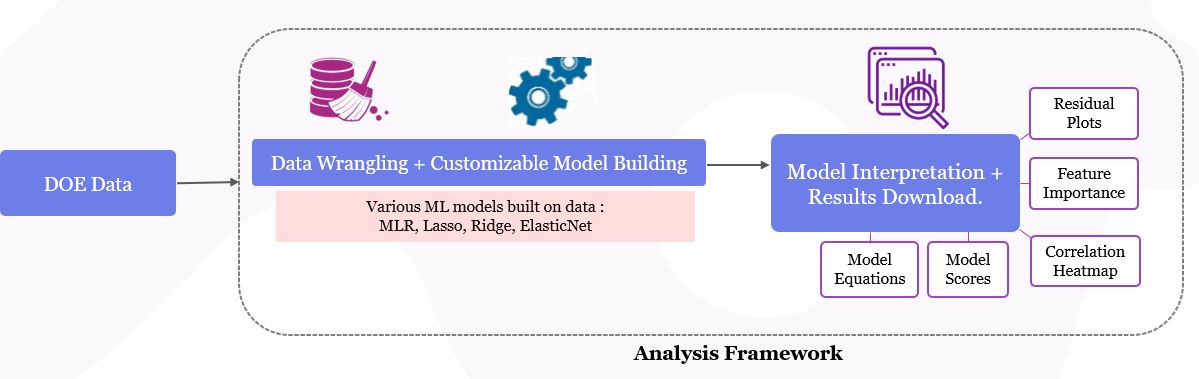 DOE Data
Data Wrangling + Customizable Model Building
Various ML models built on data :
MLR, Lasso, Ridge, ElasticNet
Model Interpretation +
Results Download.
Residual
Plots
Feature
Importance
Correlation
Heatmap
Model
Equations
Model
Scores
Analysis Framework